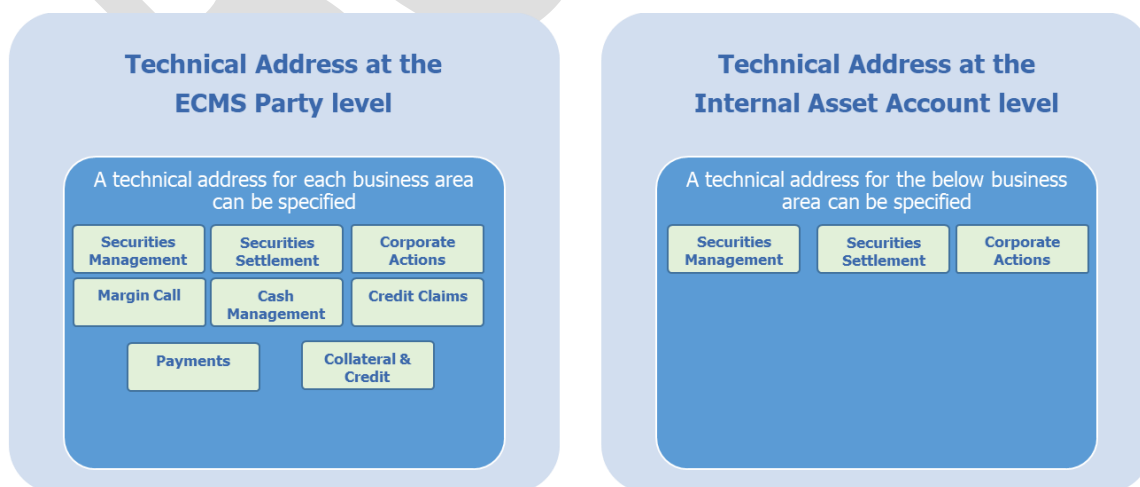 Technical Address at the
ECMS Party level
A technical address for each business area
can be specified
Securities
Management
Securities
Settlement
Corporate
Actions
Margin Call
Cash
Management
Credit Claims
Payments
Collateral &
Credit
Technical Address at the
Internal Asset Account level
A technical address for the below business
area can be specified
Securities
Management
Securities
Settlement
Corporate
Actions